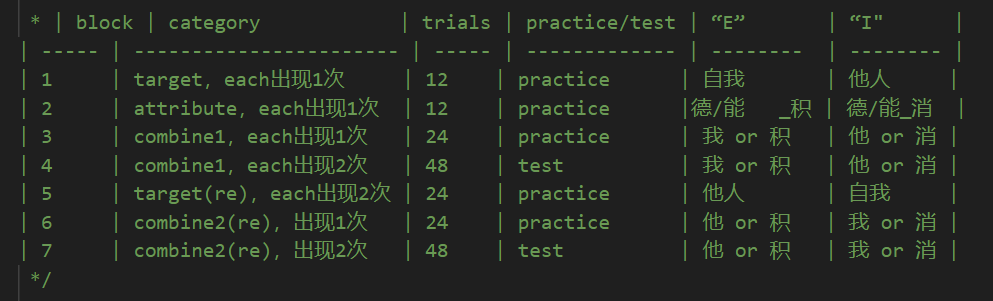 * | block | category | trials | practice/test | “E” | “I" |
| ----- | ---------------------- | ----- | ------------- | -------- | -------- |
| 1 | target, each出现1次 | 12 | practice | 自我 | 他人 |
| 2 | attribute, each出现1次 | 12 | practice |德/能 _积 | 德/能_消 |
| 3 | combine1, each出现1次 | 24 | practice | 我 or 积 | 他 or 消 |
| 4 | combine1, each出现2次 | 48 | test | 我 or 积 | 他 or 消 |
| 5 | target(re), each出现2次 | 24 | practice | 他人 | 自我 |
| 6 | combine2(re), 出现1次 | 24 | practice | 他 or 积 | 我 or 消 |
| 7 | combine2(re), 出现2次 | 48 | test | 他 or 积 | 我 or 消 |
*/